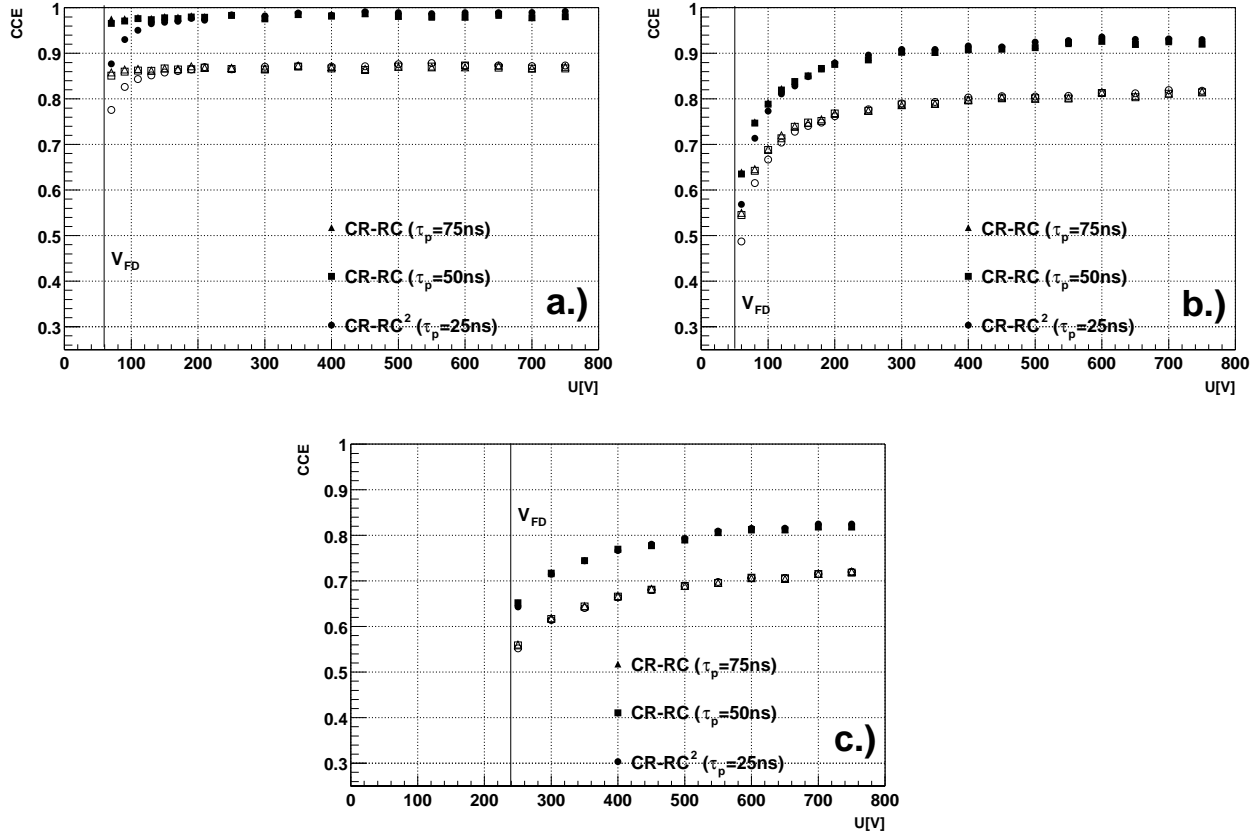 CCE
1
0.9
0.8
0.7
0.6
0.5
0.4
0.3
V_FD
CR-RC (τ_p=75ns)
CR-RC (τ_p=50ns)
CR-RC² (τ_p=25ns)
a.)
0 100 200 300 400 500 600 700 800
U[V]
CCE
1
0.9
0.8
0.7
0.6
0.5
0.4
0.3
CR-RC (τ_p=75ns)
CR-RC (τ_p=50ns)
V_FD
CR-RC² (τ_p=25ns)
b.)
0 100 200 300 400 500 600 700 800
U[V]
CCE
1
0.9
0.8
0.7
0.6
0.5
0.4
0.3
V_FD
CR-RC (τ_p=75ns)
CR-RC (τ_p=50ns)
CR-RC² (τ_p=25ns)
c.)
0 100 200 300 400 500 600 700 800
U[V]